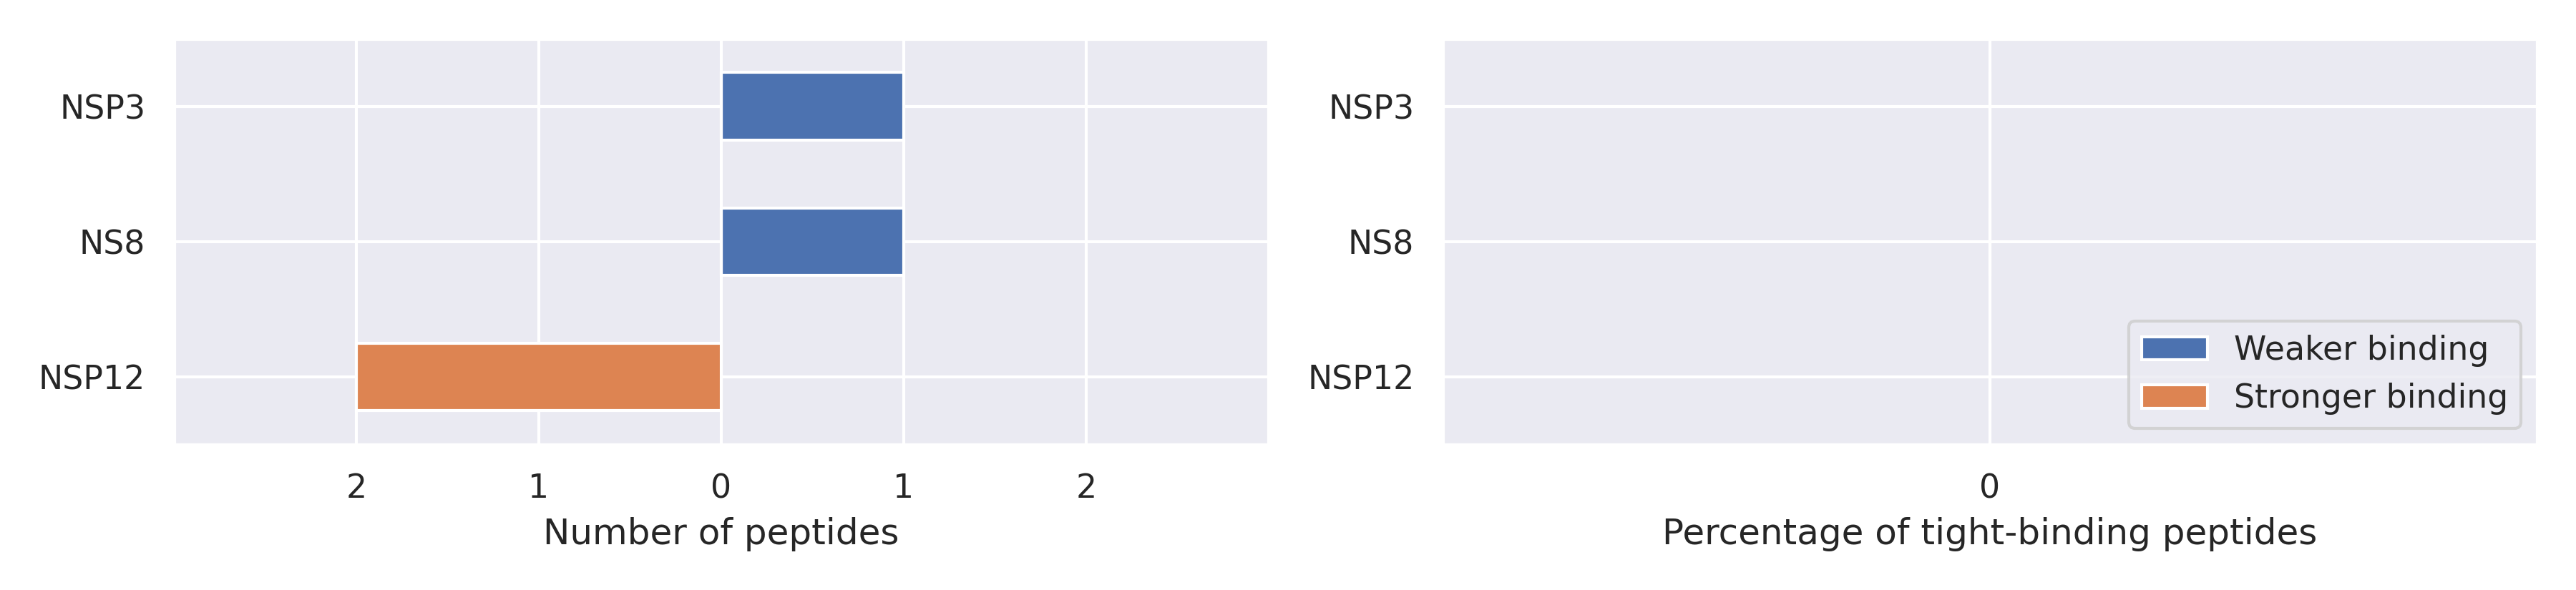 NSP3
NS8
NSP12
2 1 0 1 2
Number of peptides
NSP3
NS8
NSP12
Weaker binding
Stronger binding
0
Percentage of tight-binding peptides